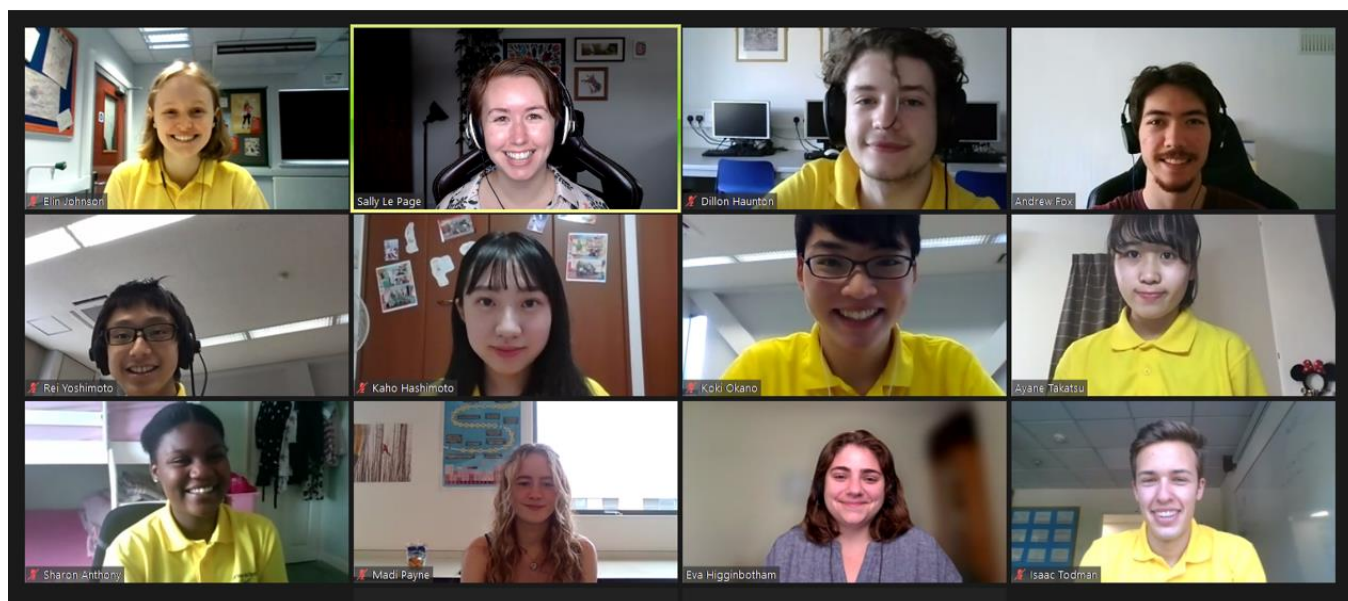 Elin Johnson
Sally Le Page
Dillon Haunton
Andrew Fox
Rei Yoshimoto
Kaho Hashimoto
Koki Okano
Ayane Takatsu
Sharon Anthony
Madi Payne
Eva Higginbotham
Isaac Todman